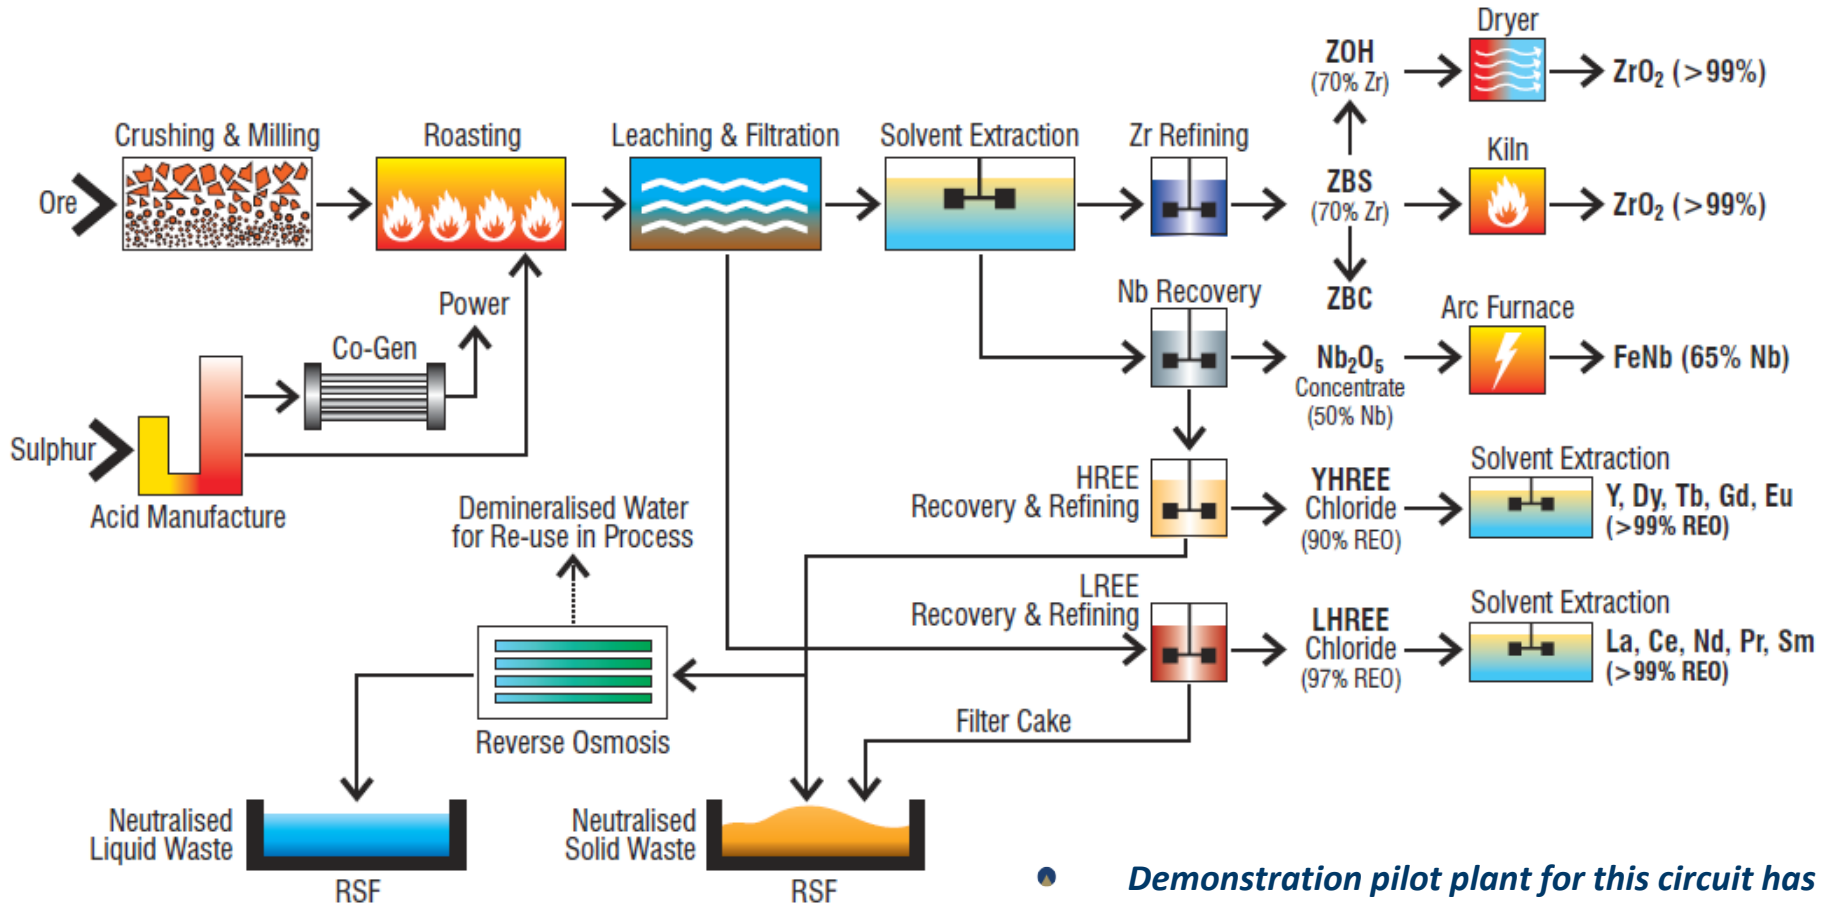 Dryer
ZOH
(70% Zr)
ZrO₂ (>99%)
Crushing & Milling
Roasting
Leaching & Filtration
Solvent Extraction
Zr Refining
Kiln
Ore
ZBS
(70% Zr)
ZrO₂ (>99%)
ZBC
Nb Recovery
Arc Furnace
Power
Co-Gen
Nb₂O₅
Concentrate
(50% Nb)
FeNb (65% Nb)
Sulphur
Acid Manufacture
HREE
Recovery & Refining
YHREE
Chloride
(90% REO)
Solvent Extraction
Y, Dy, Tb, Gd, Eu
(>99% REO)
Demineralised Water
for Re-use in Process
LREE
Recovery & Refining
LHREE
Chloride
(97% REO)
Solvent Extraction
La, Ce, Nd, Pr, Sm
(>99% REO)
Reverse Osmosis
Filter Cake
Neutralised
Liquid Waste
RSF
Neutralised
Solid Waste
RSF
Demonstration pilot plant for this circuit has